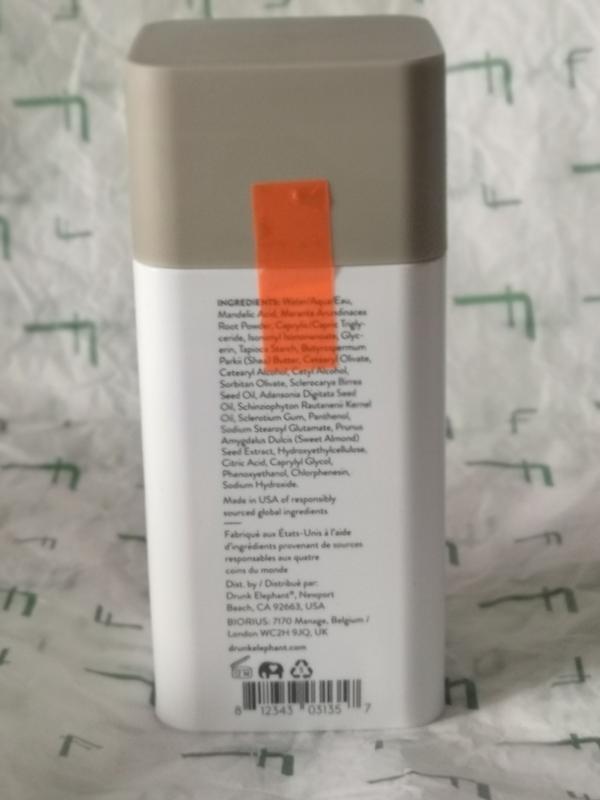 INGREDIENTS: Water/Aqua/Eau,
Mandelic Acid, Maranta Arundinacea
Root Powder, Caprylic/Capric Trigly-
ceride, Isononyl Isononanoate, Glyc-
erin, Tapioca Starch, Butyrospermum
Parkii (Shea) Butter, Cetearyl Olivate,
Cetearyl Alcohol, Cetyl Alcohol,
Sorbitan Olivate, Sclerocarya Birrea
Seed Oil, Adansonia Digitata Seed
Oil, Schinziophyton Rautanenii Kernel
Oil, Sclerotium Gum, Panthenol,
Sodium Stearoyl Glutamate, Prunus
Amygdalus Dulcis (Sweet Almond)
Seed Extract, Hydroxyethylcellulose,
Citric Acid, Caprylyl Glycol,
Phenoxyethanol, Chlorphenesin,
Sodium Hydroxide.
Made in USA of responsibly
sourced global ingredients
Fabriqué aux États-Unis à l'aide
d'ingrédients provenant de sources
responsables aux quatre
coins du monde
Dist. by / Distribué par:
Drunk Elephant®, Newport
Beach, CA 92663, USA
BIORIUS: 7170 Manage, Belgium /
London WC2H 9JQ, UK
drunkelephant.com
8 12343 03135 7